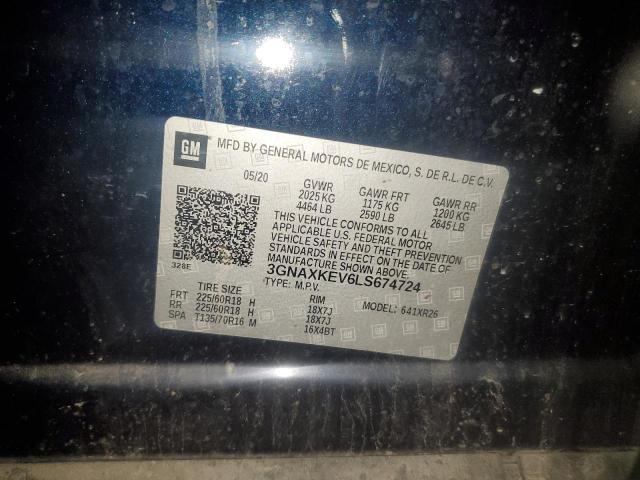 GM
MFD BY GENERAL MOTORS DE MEXICO, S. DE R.L. DE C.V.
05/20
GVWR GAWR FRT GAWR RR
2025 KG 1175 KG 1200 KG
4464 LB 2590 LB 2645 LB
THIS VEHICLE CONFORMS TO ALL
APPLICABLE U.S. FEDERAL MOTOR
VEHICLE SAFETY AND THEFT PREVENTION
STANDARDS IN EFFECT ON THE DATE OF
MANUFACTURE SHOWN ABOVE.
328E
3GNAXKEV6LS674724
TYPE: M.P.V. MODEL: 641XR26
TIRE SIZE RIM
FRT 225/60R18 H 18X7J
RR 225/60R18 H 18X7J
SPA T135/70R16 M 16X4BT